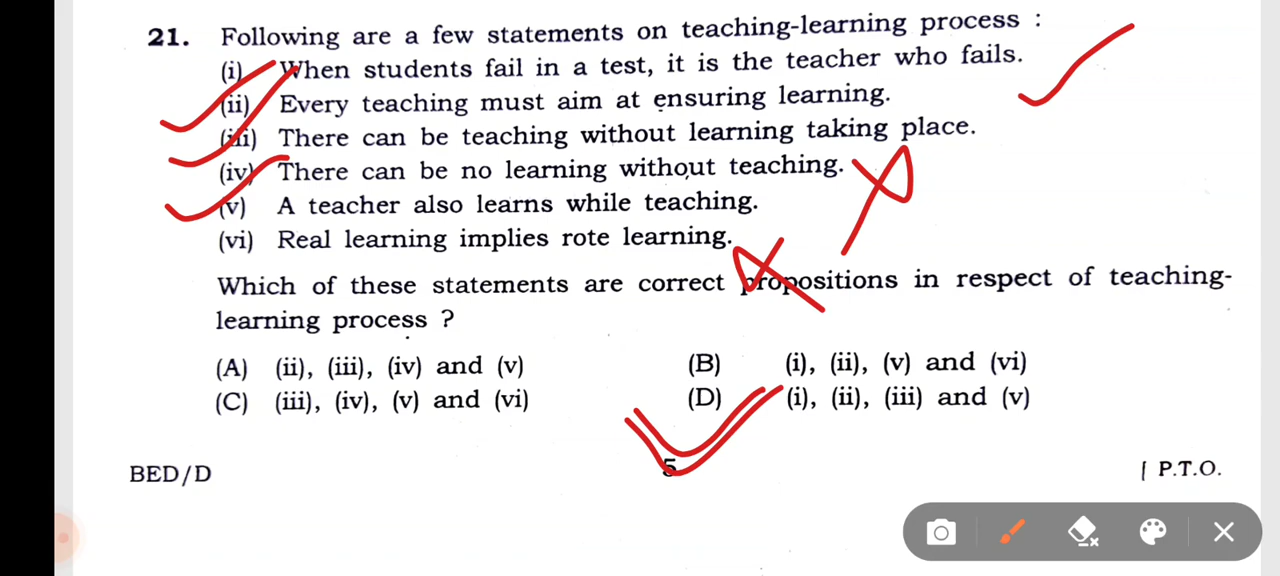 21. Following are a few statements on teaching-learning process :
(i) When students fail in a test, it is the teacher who fails.
(ii) Every teaching must aim at ensuring learning.
(iii) There can be teaching without learning taking place.
(iv) There can be no learning without teaching.
(v) A teacher also learns while teaching.
(vi) Real learning implies rote learning.
Which of these statements are correct propositions in respect of teaching-
learning process ?
(A) (ii), (iii), (iv) and (v) (B) (i), (ii), (v) and (vi)
(C) (iii), (iv), (v) and (vi) (D) (i), (ii), (iii) and (v)
BED/D 5 [ P.T.O.